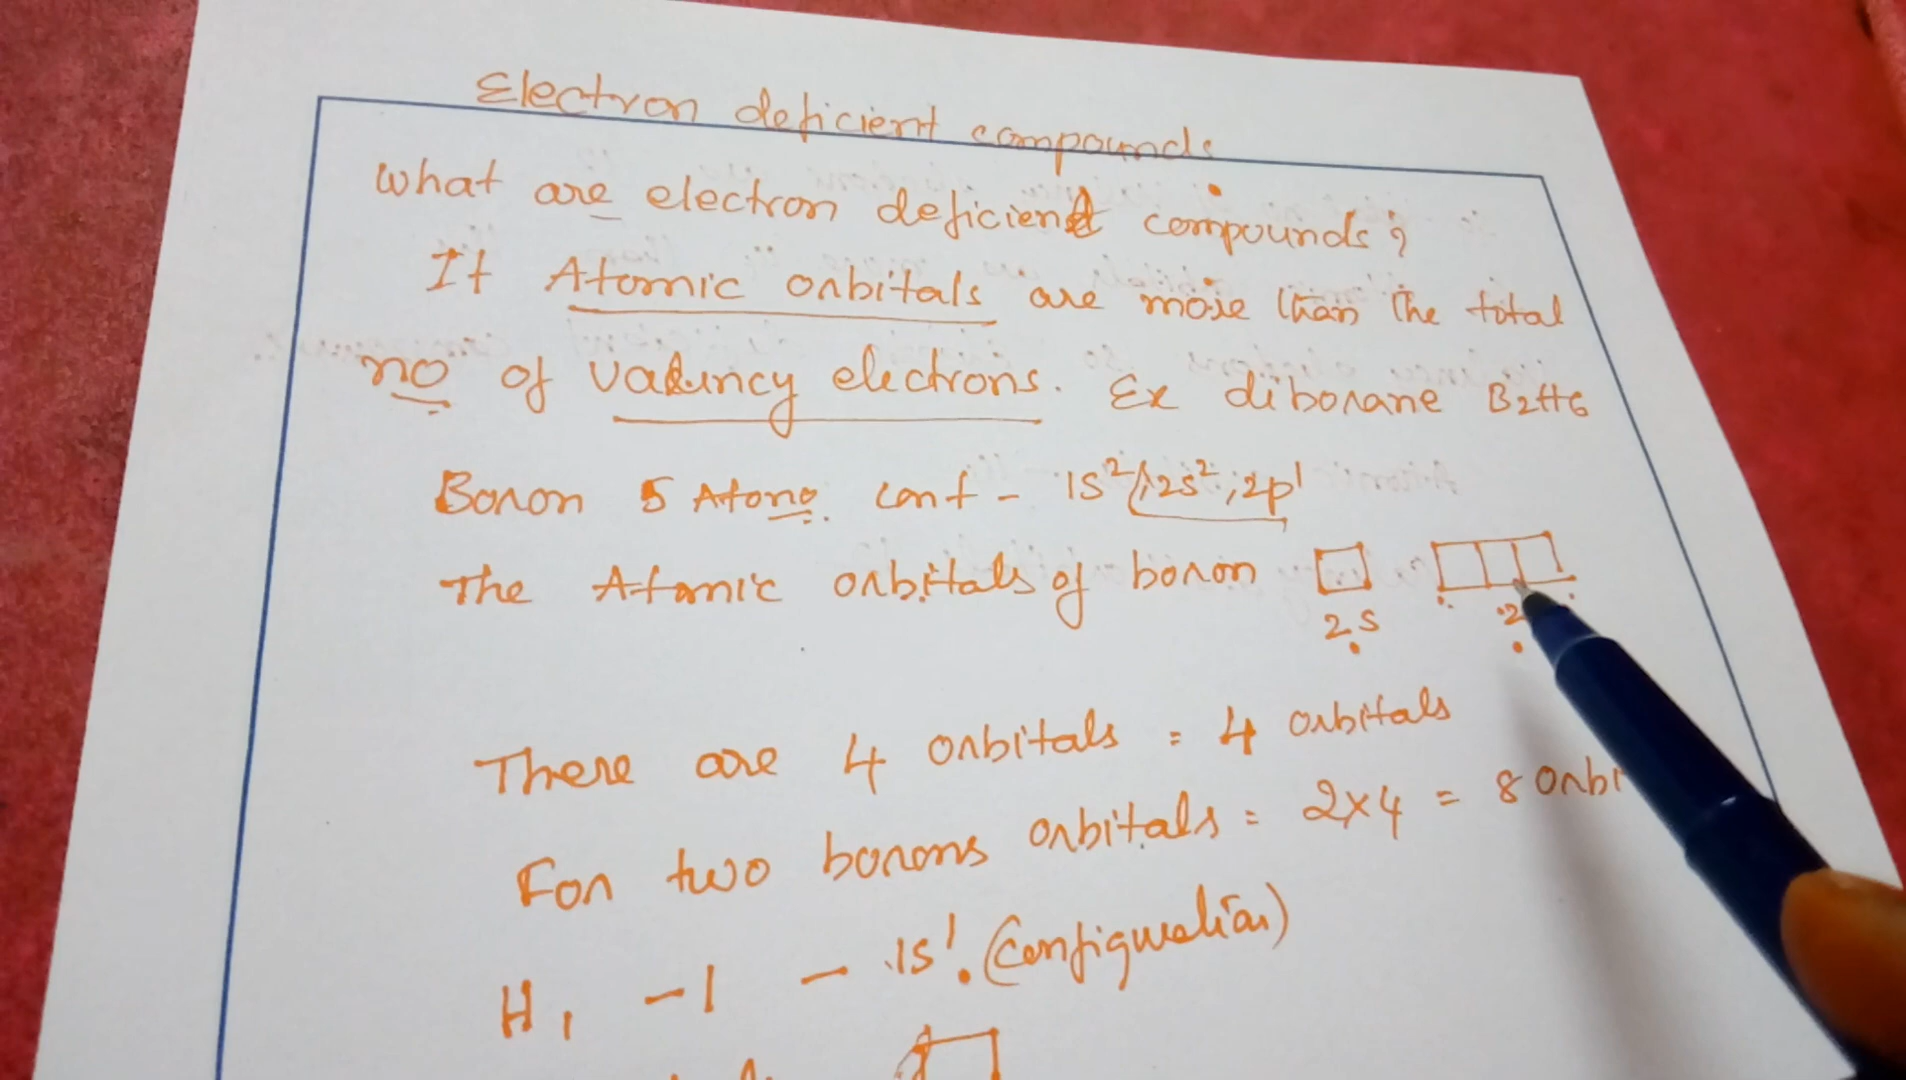 Electron deficient compounds
what are electron deficient compounds?
If Atomic orbitals are more than the total
no of valency electrons. Ex diborane B2H6
Boron 5 Atono. conf - 1s²,2s²,2p¹
The Atomic orbitals of boron
2s 2
There are 4 orbitals = 4 orbitals
For two borons orbitals = 2x4 = 8 orbi
H, -1 - 1s¹. (Configuration)